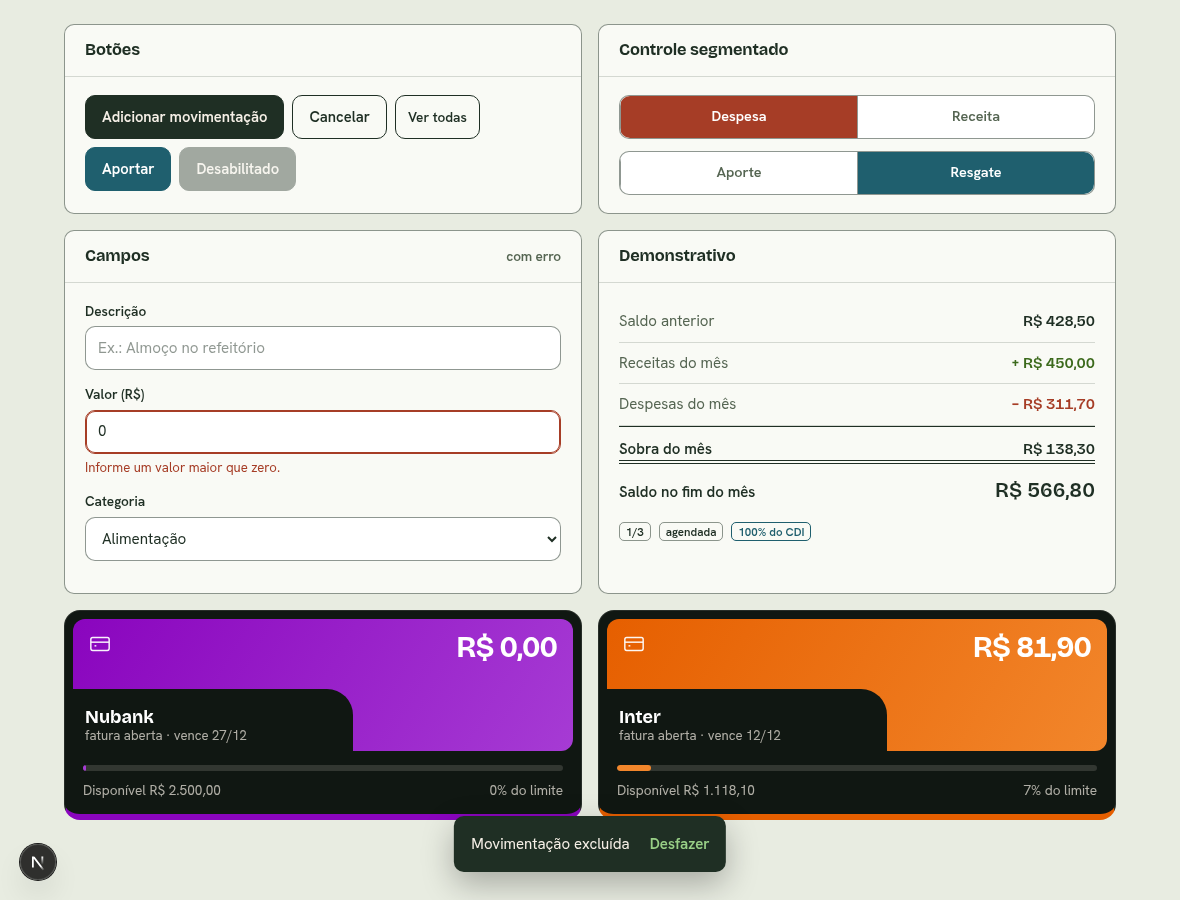 Botões
Adicionar movimentação
Cancelar
Ver todas
Aportar
Desabilitado
Controle segmentado
Despesa
Receita
Aporte
Resgate
Campos
com erro
Descrição
Ex.: Almoço no refeitório
Valor (R$)
0
Informe um valor maior que zero.
Categoria
Alimentação
Demonstrativo
Saldo anterior R$ 428,50
Receitas do mês + R$ 450,00
Despesas do mês − R$ 311,70
Sobra do mês R$ 138,30
Saldo no fim do mês R$ 566,80
1/3 agendada 100% do CDI
R$ 0,00
Nubank
fatura aberta · vence 27/12
Disponível R$ 2.500,00 0% do limite
R$ 81,90
Inter
fatura aberta · vence 12/12
Disponível R$ 1.118,10 7% do limite
Movimentação excluída Desfazer
N